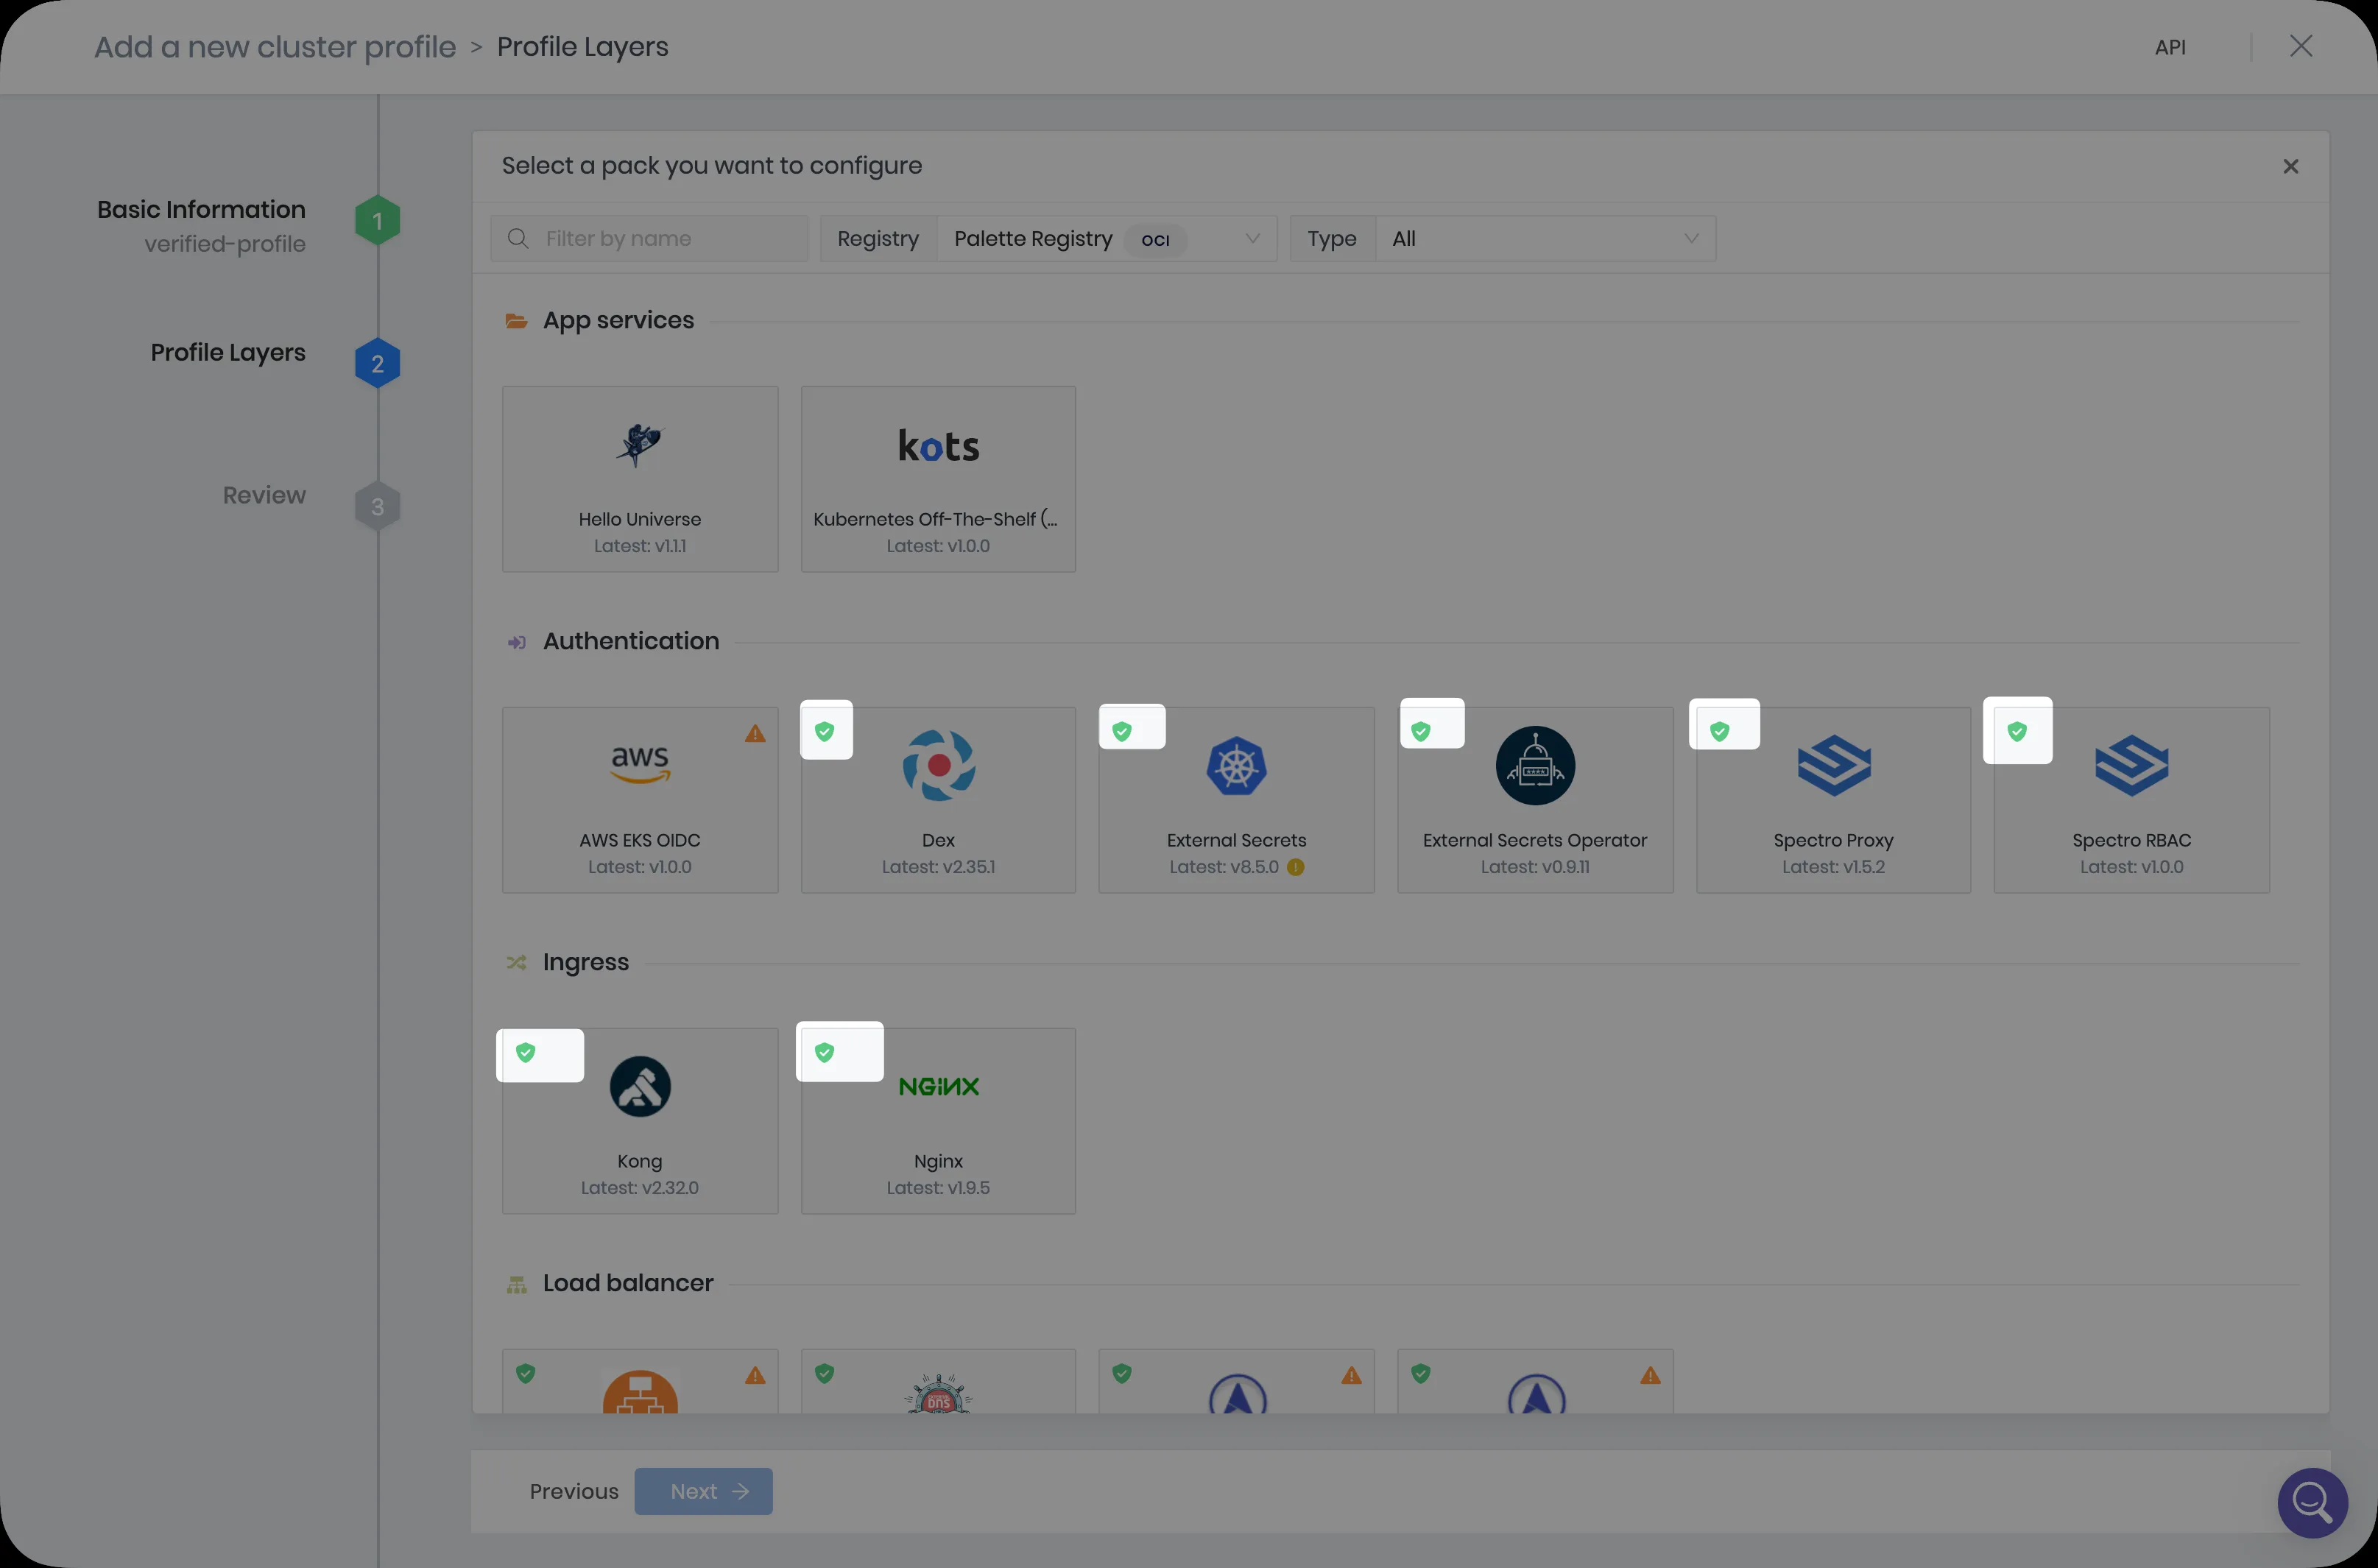 Add a new cluster profile > Profile Layers
API
Basic Information
verified-profile
1
Profile Layers
2
Review
3
Select a pack you want to configure
Filter by name
Registry
Palette Registry
OCI
Type
All
App services
kots
Hello Universe
Latest: v1.1.1
Kubernetes Off-The-Shelf (...
Latest: v1.0.0
Authentication
aws
AWS EKS OIDC
Latest: v1.0.0
Dex
Latest: v2.35.1
External Secrets
Latest: v8.5.0
External Secrets Operator
Latest: v0.9.11
Spectro Proxy
Latest: v1.5.2
Spectro RBAC
Latest: v1.0.0
Ingress
Kong
Latest: v2.32.0
NGINX
Nginx
Latest: v1.9.5
Load balancer
DNS
Previous
Next